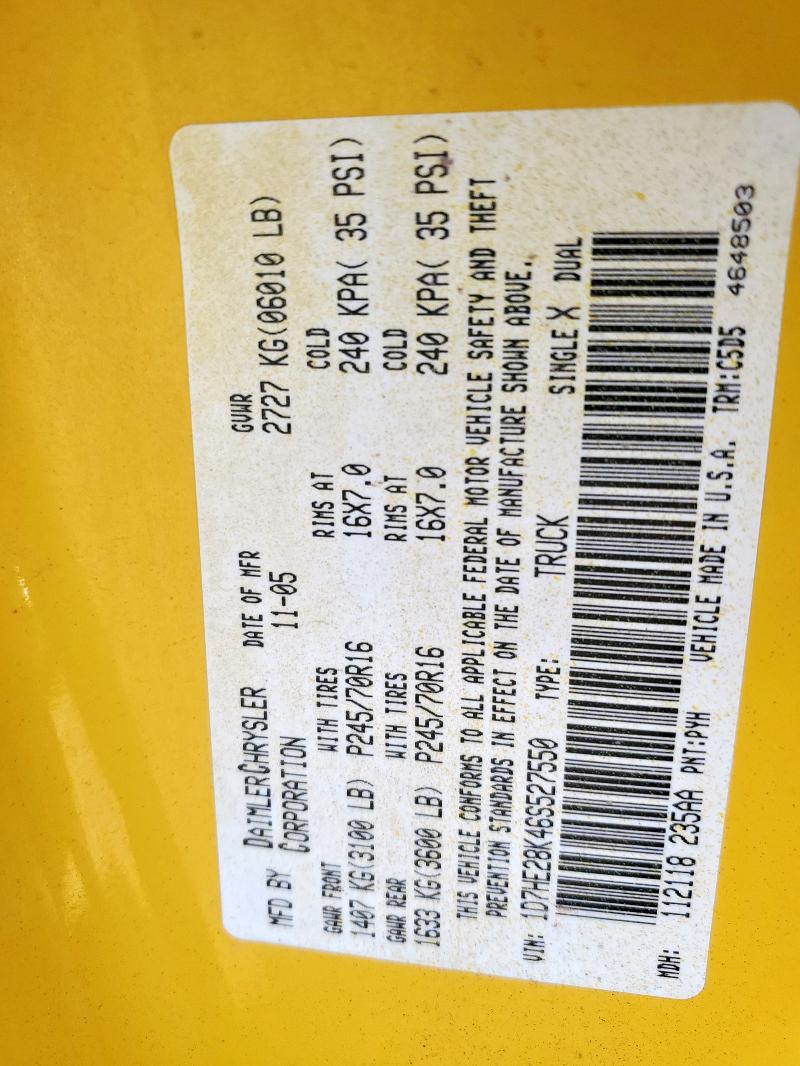 MFD BY DAIMLERCHRYSLER CORPORATION
DATE OF MFR 11-05
GVWR 2727 KG(06010 LB)
GAWR FRONT WITH TIRES RIMS AT COLD
1407 KG(3100 LB) P245/70R16 16X7.0 240 KPA( 35 PSI)
GAWR REAR WITH TIRES RIMS AT COLD
1633 KG(3600 LB) P245/70R16 16X7.0 240 KPA( 35 PSI)
THIS VEHICLE CONFORMS TO ALL APPLICABLE FEDERAL MOTOR VEHICLE SAFETY AND THEFT
PREVENTION STANDARDS IN EFFECT ON THE DATE OF MANUFACTURE SHOWN ABOVE.
VIN: 1D7HE28K46S527550 TYPE: TRUCK SINGLE X DUAL
MDH: 112118 235AA PNT:PYH VEHICLE MADE IN U.S.A. TRM:C5D5 4648503